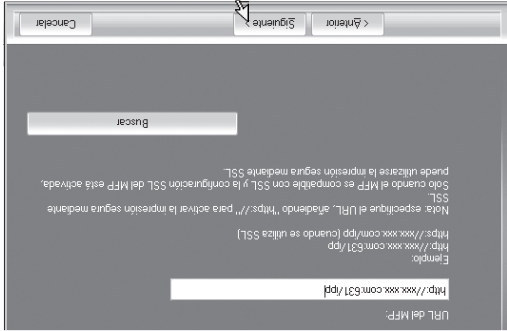 URL del MFP:
http://xxx.xxx.com:631/ipp
Ejemplo:
http://xxx.xxx.com:631/ipp
https://xxx.xxx.com/ipp (cuando se utiliza SSL)
Nota: especifique el URL, añadiendo "https://" para activar la impresión segura mediante
SSL.
Solo cuando el MFP es compatible con SSL y la configuración SSL del MFP está activada,
puede utilizarse la impresión segura mediante SSL.
Buscar
< Anterior
Siguiente >
Cancelar